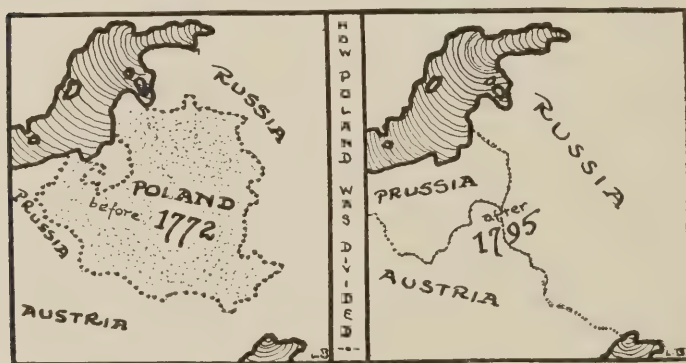 RUSSIA
POLAND
before 1772
PRUSSIA
AUSTRIA
HOW POLAND WAS DIVIDED
RUSSIA
PRUSSIA
after
1795
AUSTRIA